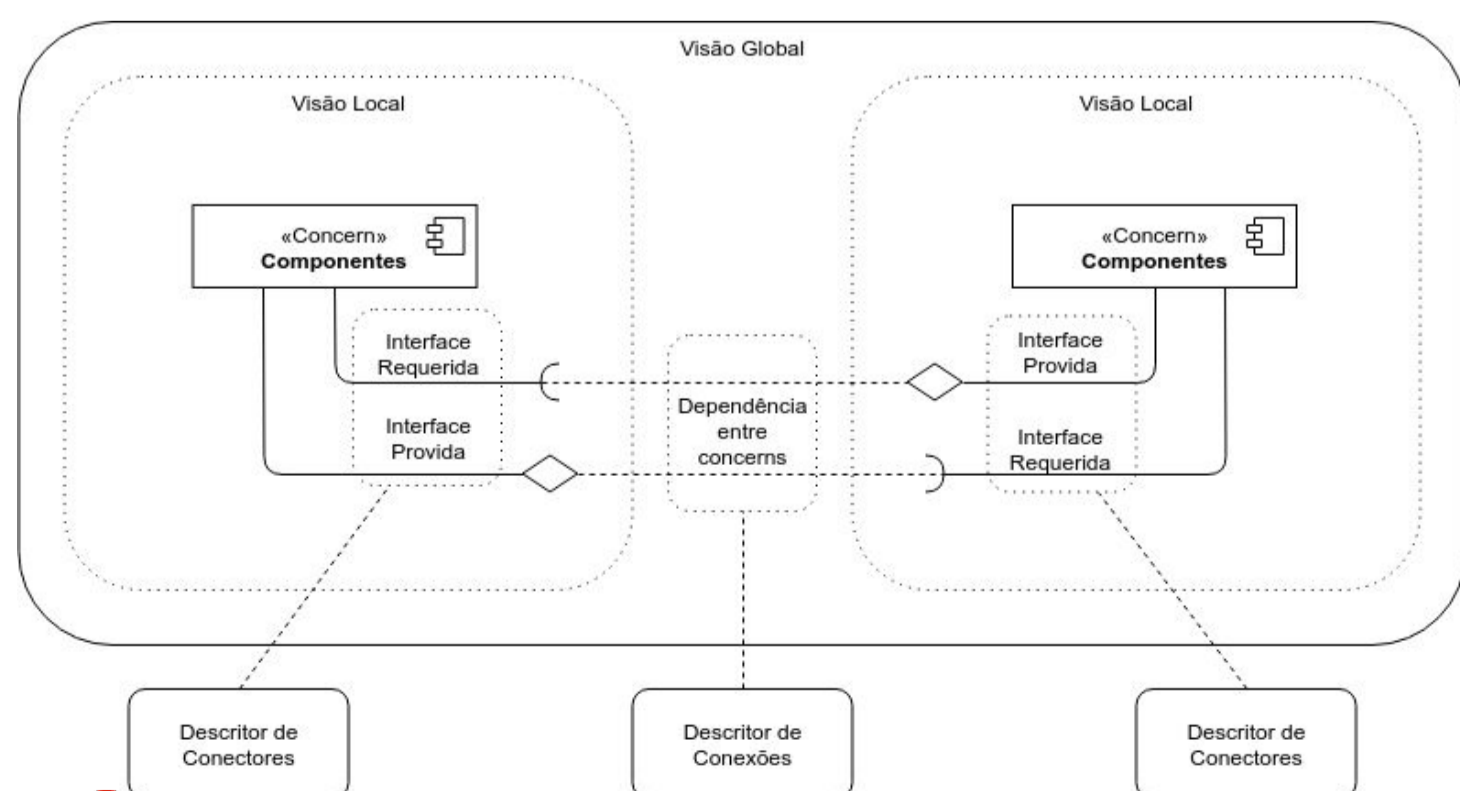 Visão Global
Visão Local
Visão Local
«Concern»
Componentes
«Concern»
Componentes
Interface
Requerida
Interface
Provida
Dependência
entre
concerns
Interface
Provida
Interface
Requerida
Descritor de
Conectores
Descritor de
Conexões
Descritor de
Conectores